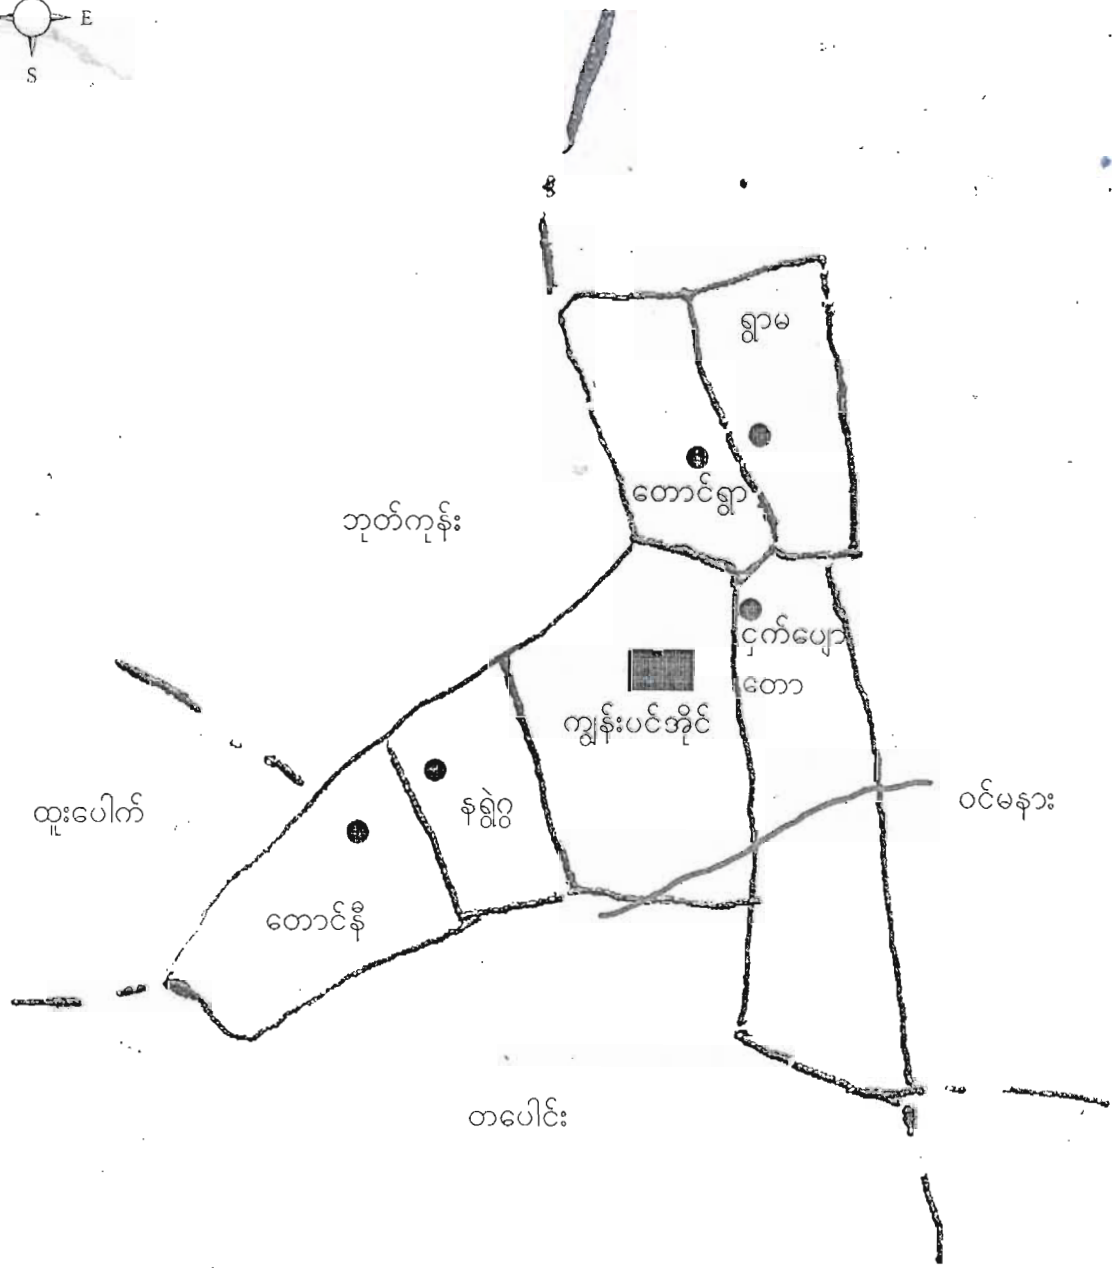 E
S
ရွာမ
တောင်ရွာ
ဘုတ်ကုန်း
ငှက်ပျော
တော
ကျွန်းပင်အိုင်
နရွဲဂွ
ဝင်မနား
ထူးပေါက်
တောင်နီ
တပေါင်း